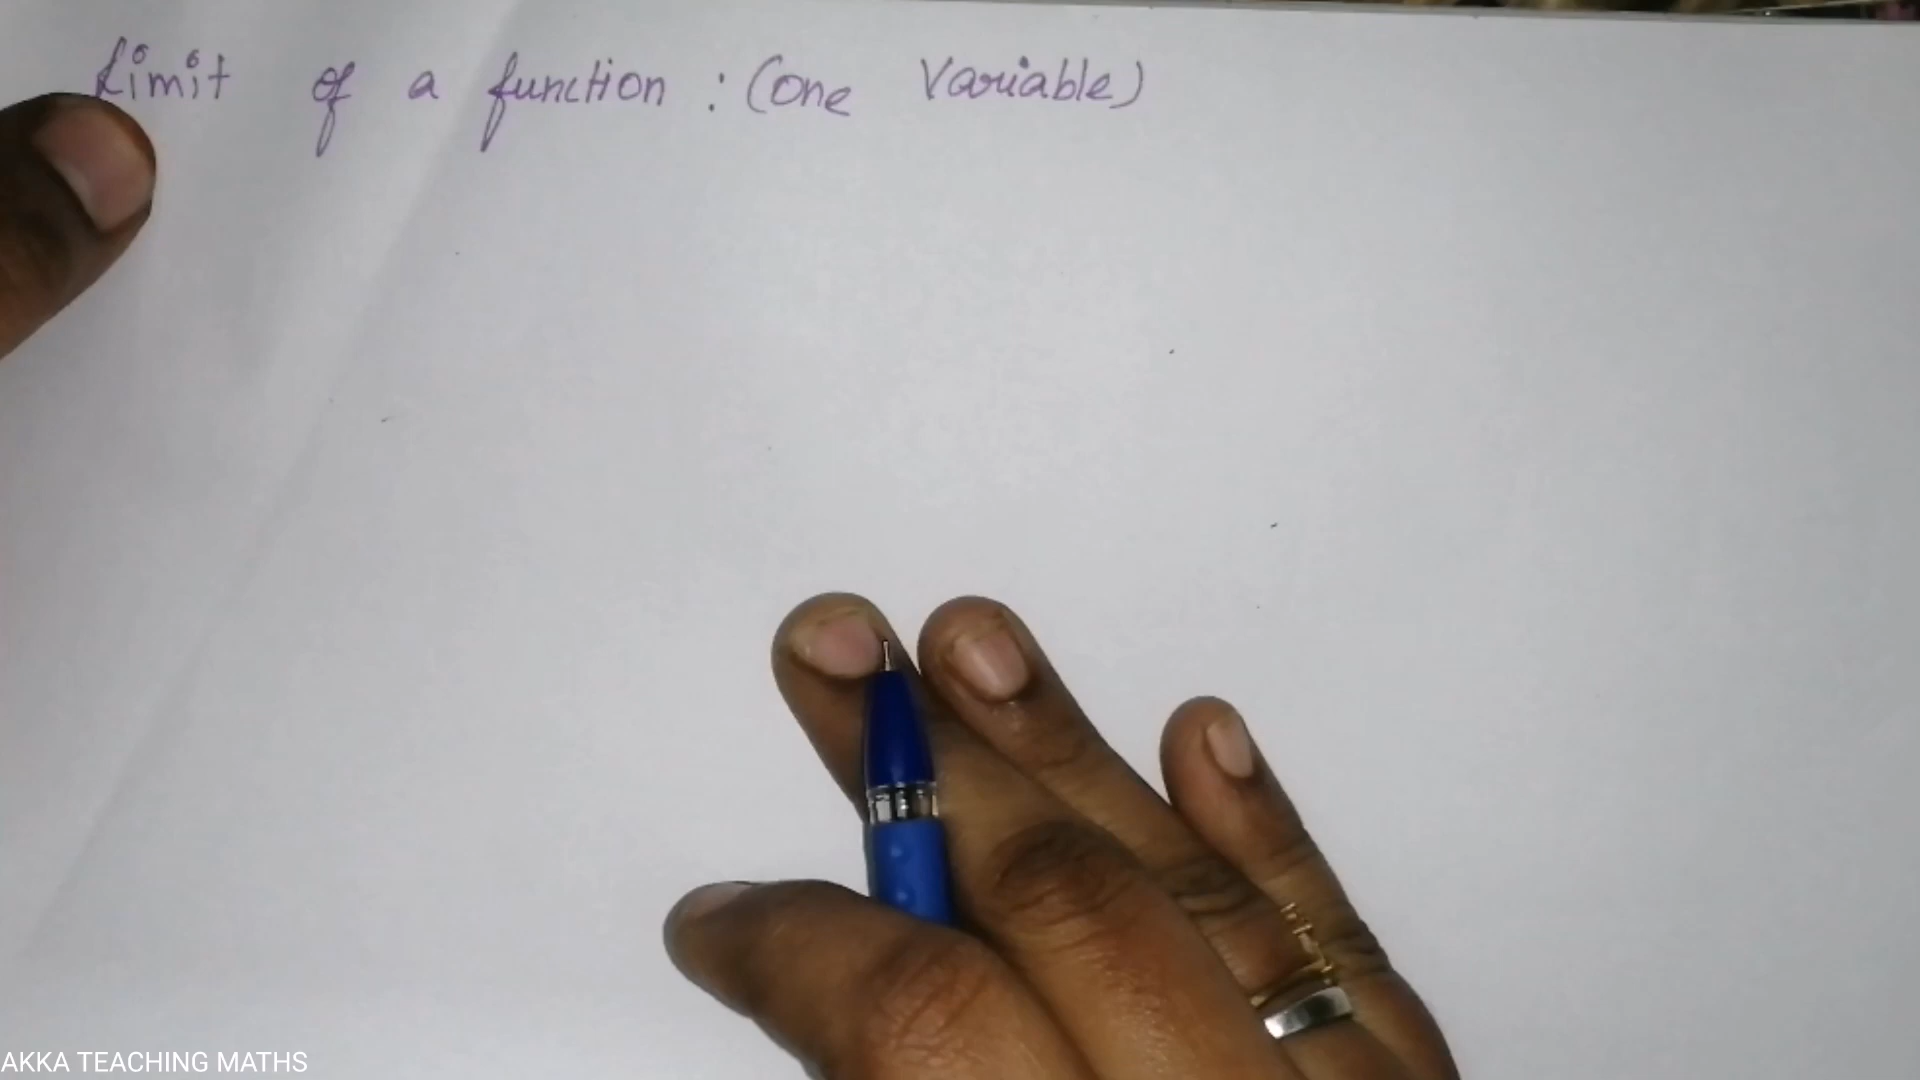 Limit of a function : (one Variable)
AKKA TEACHING MATHS